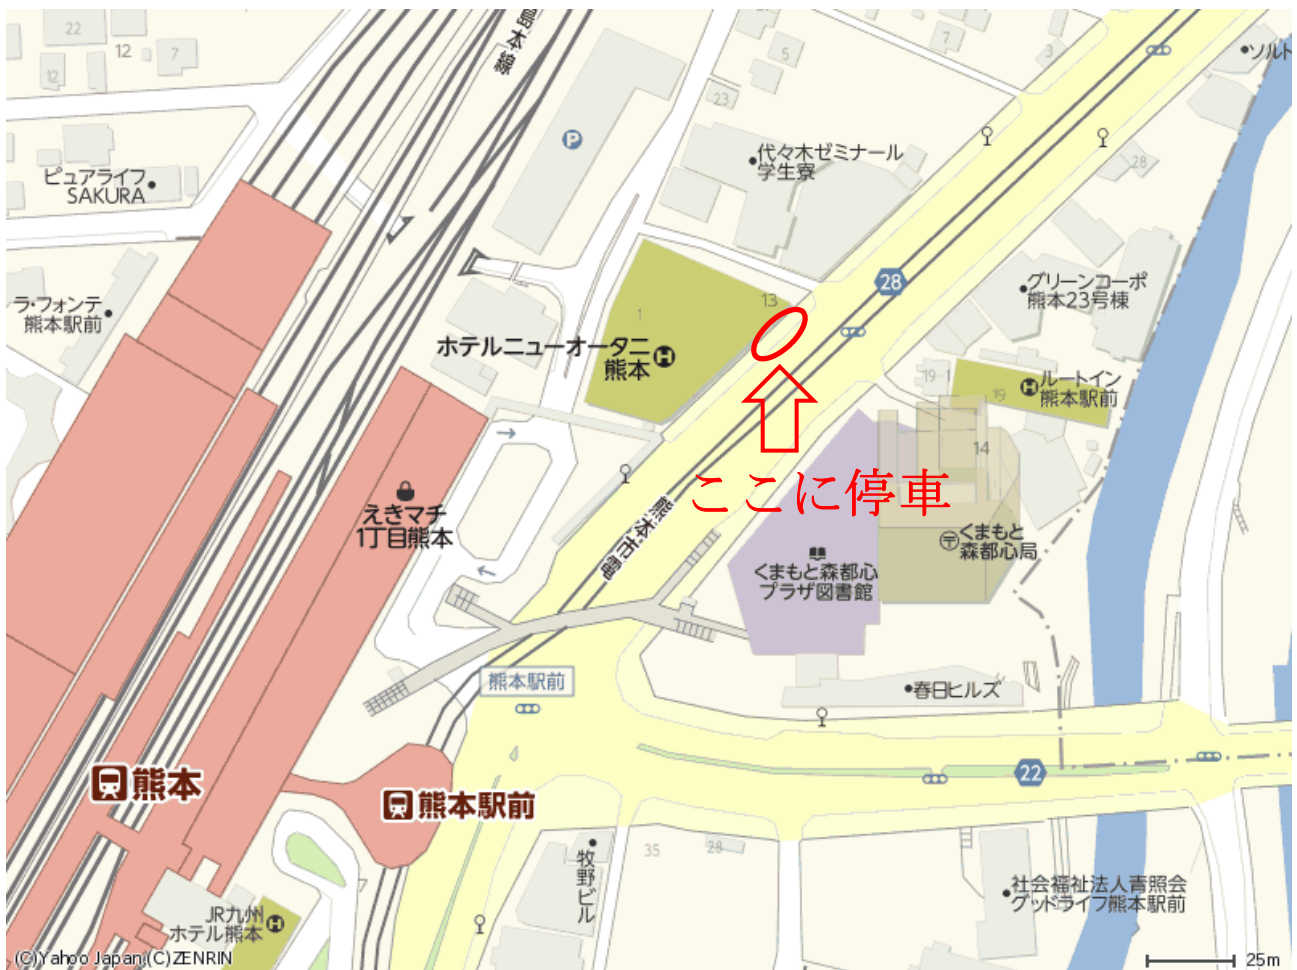 22
12
7
12
島本線
5
7
3
ソルト
23
P
代々木ゼミナール
学生寮
28
ピュアライフ
SAKURA
28
グリーンコーポ
熊本23号棟
ラ・フォンテ
熊本駅前
13
1
ホテルニューオータニ
熊本
H
19-1
H
ルートイン
熊本駅前
19
14
ここに停車
えきマチ
1丁目熊本
熊本市電
〒
くまもと
森都心局
くまもと森都心
プラザ図書館
熊本駅前
春日ヒルズ
22
熊本
熊本駅前
35
28
牧野ビル
7
社会福祉法人青照会
グッドライフ熊本駅前
JR九州
ホテル熊本
H
(C)Yahoo Japan,(C)ZENRIN
25m